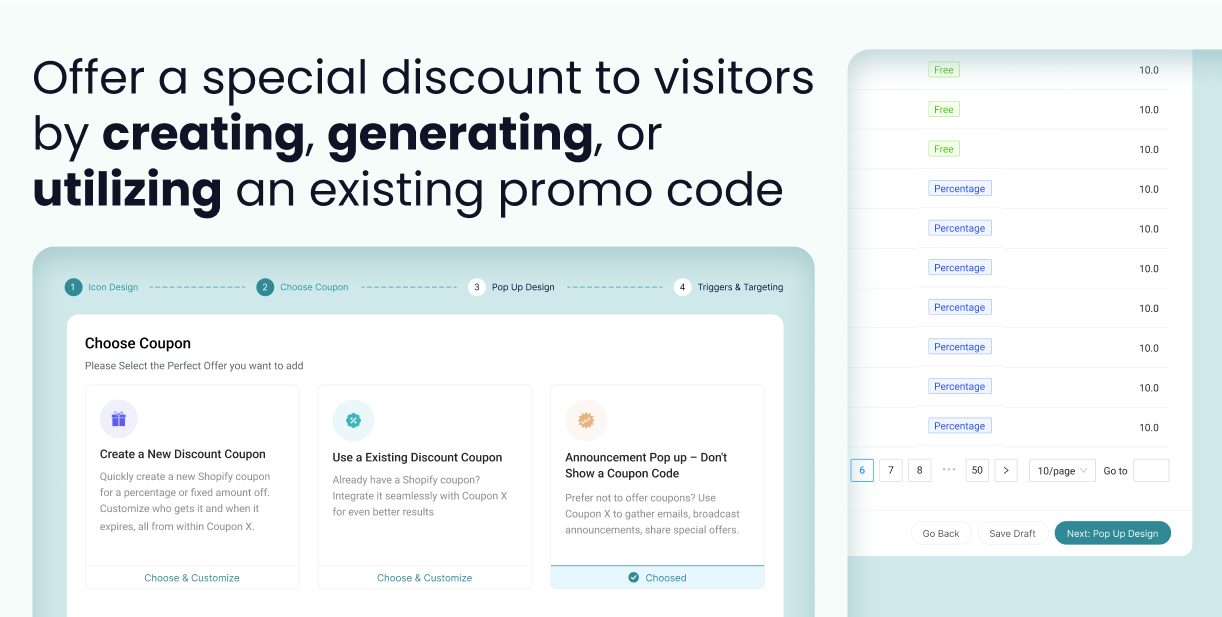 Offer a special discount to visitors
by creating, generating, or
utilizing an existing promo code
1 Icon Design 2 Choose Coupon 3 Pop Up Design 4 Triggers & Targeting
Choose Coupon
Please Select the Perfect Offer you want to add
Create a New Discount Coupon
Quickly create a new Shopify coupon
for a percentage or fixed amount off.
Customize who gets it and when it
expires, all from within Coupon X.
Choose & Customize
Use a Existing Discount Coupon
Already have a Shopify coupon?
Integrate it seamlessly with Coupon X
for even better results
Choose & Customize
Announcement Pop up – Don't
Show a Coupon Code
Prefer not to offer coupons? Use
Coupon X to gather emails, broadcast
announcements, share special offers.
Choosed
Free 10.0
Free 10.0
Free 10.0
Percentage 10.0
Percentage 10.0
Percentage 10.0
Percentage 10.0
Percentage 10.0
Percentage 10.0
Percentage 10.0
6 7 8 ••• 50 > 10/page Go to
Go Back Save Draft Next: Pop Up Design